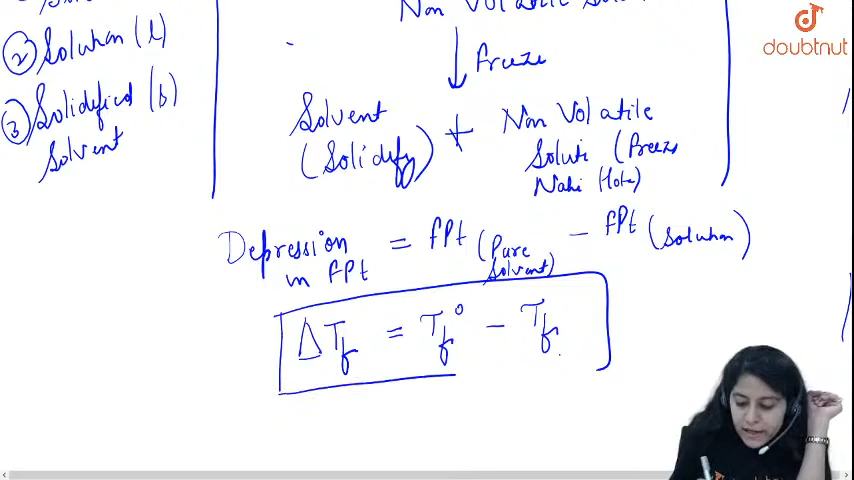 Non Volatile
② Solution (l)
Freeze
③ Solidified (b)
Solvent
Solvent + Non Volatile
(Solidify)
Solute (Freeze
Nahi Hote)
Depression in fPt = fPt (Pure Solvent) - fPt (Solution)
ΔTf = Tf° - Tf
doubtnut